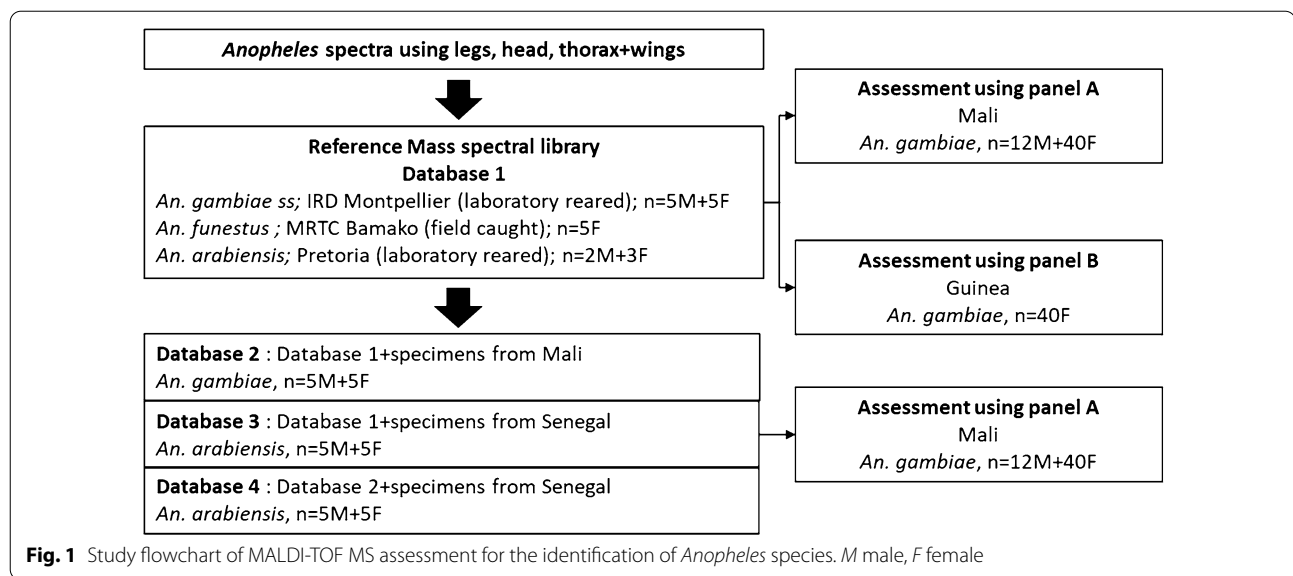 Anopheles spectra using legs, head, thorax+wings
Reference Mass spectral library
Database 1
An. gambiae ss; IRD Montpellier (laboratory reared); n=5M+5F
An. funestus ; MRTC Bamako (field caught); n=5F
An. arabiensis; Pretoria (laboratory reared); n=2M+3F
Assessment using panel A
Mali
An. gambiae, n=12M+40F
Assessment using panel B
Guinea
An. gambiae, n=40F
Database 2 : Database 1+specimens from Mali
An. gambiae, n=5M+5F
Database 3 : Database 1+specimens from Senegal
An. arabiensis, n=5M+5F
Database 4 : Database 2+specimens from Senegal
An. arabiensis, n=5M+5F
Assessment using panel A
Mali
An. gambiae, n=12M+40F
Fig. 1 Study flowchart of MALDI-TOF MS assessment for the identification of Anopheles species. M male, F female